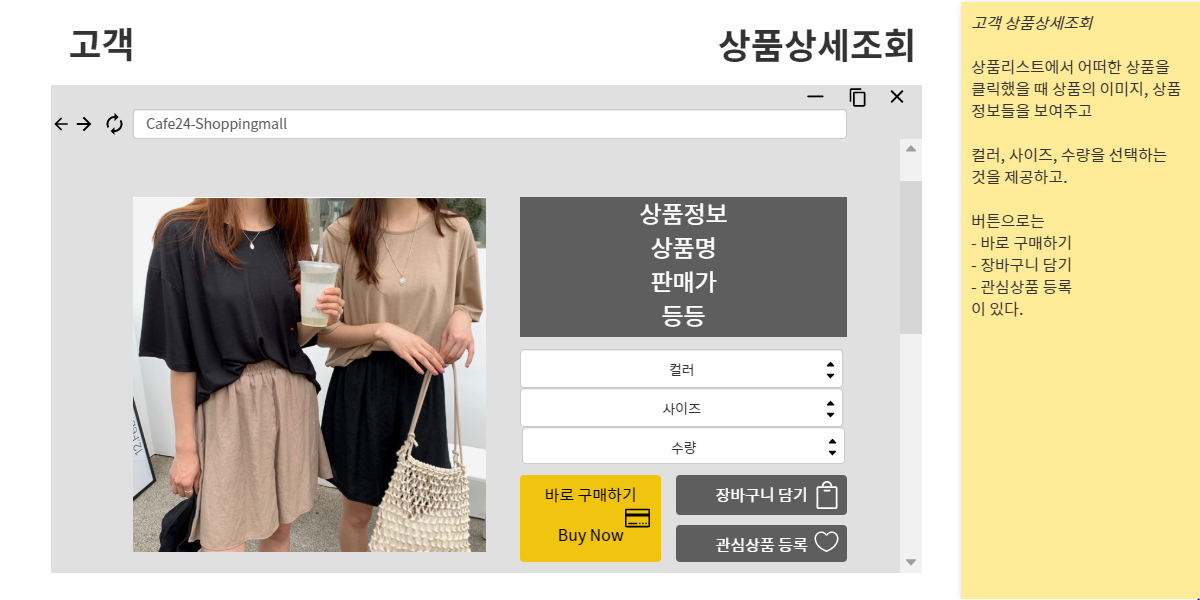 고객
상품상세조회
Cafe24-Shoppingmall
상품정보
상품명
판매가
등등
컬러
사이즈
수량
바로 구매하기
Buy Now
장바구니 담기
관심상품 등록
고객 상품상세조회
상품리스트에서 어떠한 상품을
클릭했을 때 상품의 이미지, 상품
정보들을 보여주고
컬러, 사이즈, 수량을 선택하는
것을 제공하고.
버튼으로는
- 바로 구매하기
- 장바구니 담기
- 관심상품 등록
이 있다.